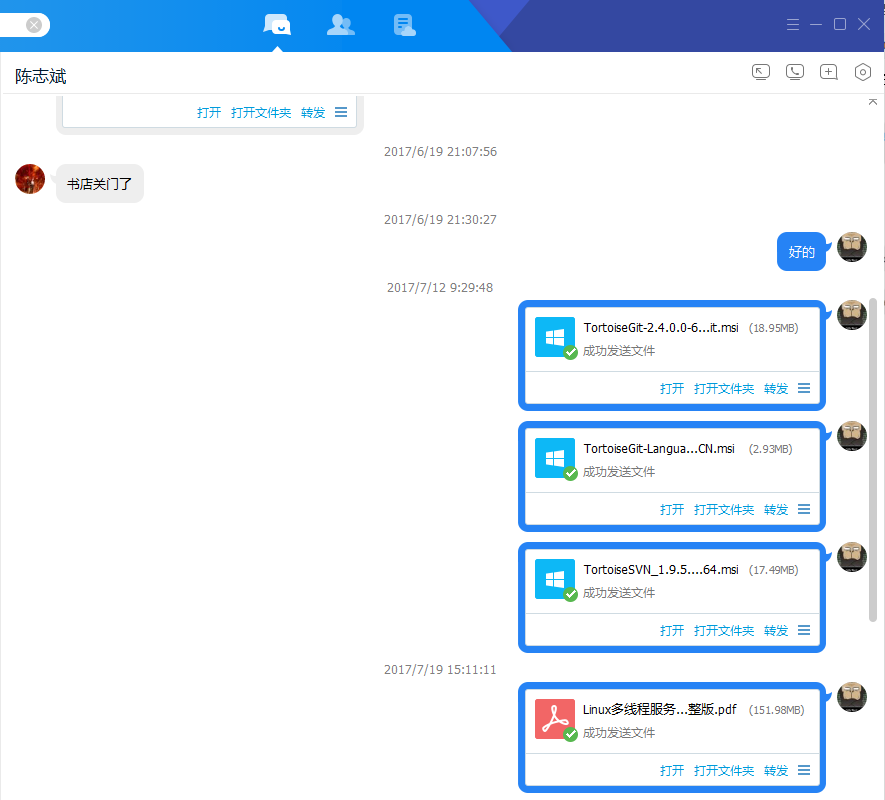 陈志斌
打开 打开文件夹 转发
2017/6/19 21:07:56
书店关门了
2017/6/19 21:30:27
好的
2017/7/12 9:29:48
TortoiseGit-2.4.0.0-6...it.msi (18.95MB)
成功发送文件
打开 打开文件夹 转发
TortoiseGit-Langua...CN.msi (2.93MB)
成功发送文件
打开 打开文件夹 转发
TortoiseSVN_1.9.5....64.msi (17.49MB)
成功发送文件
打开 打开文件夹 转发
2017/7/19 15:11:11
Linux多线程服务...整版.pdf (151.98MB)
成功发送文件
打开 打开文件夹 转发